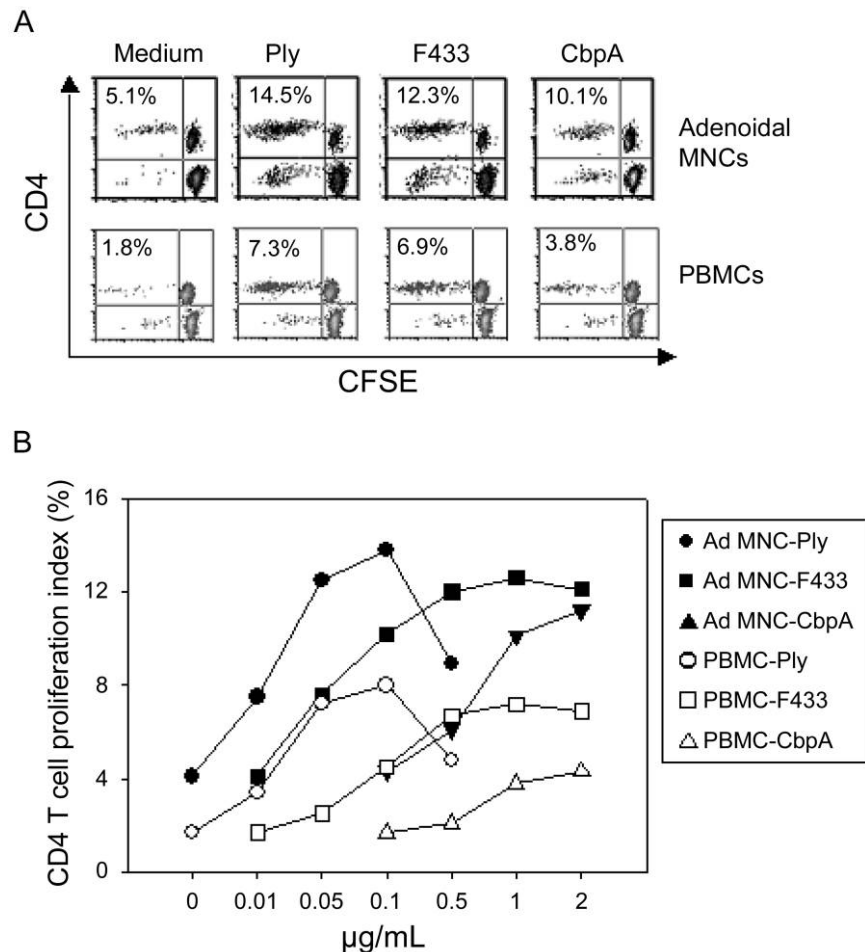 A
Medium Ply F433 CbpA
5.1% 14.5% 12.3% 10.1%
Adenoidal
MNCs
CD4
1.8% 7.3% 6.9% 3.8%
PBMCs
CFSE
B
CD4 T cell proliferation index (%)
16
12
8
4
0
0 0.01 0.05 0.1 0.5 1 2
µg/mL
Ad MNC-Ply
Ad MNC-F433
Ad MNC-CbpA
PBMC-Ply
PBMC-F433
PBMC-CbpA